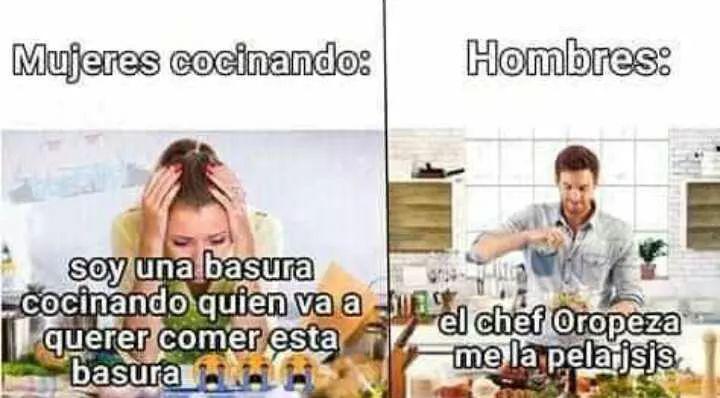 Mujeres cocinando:
Hombres:
soy una basura
cocinando quien va a
querer comer esta
basura 😭😭😭
el chef Oropeza
me la pela jsjs